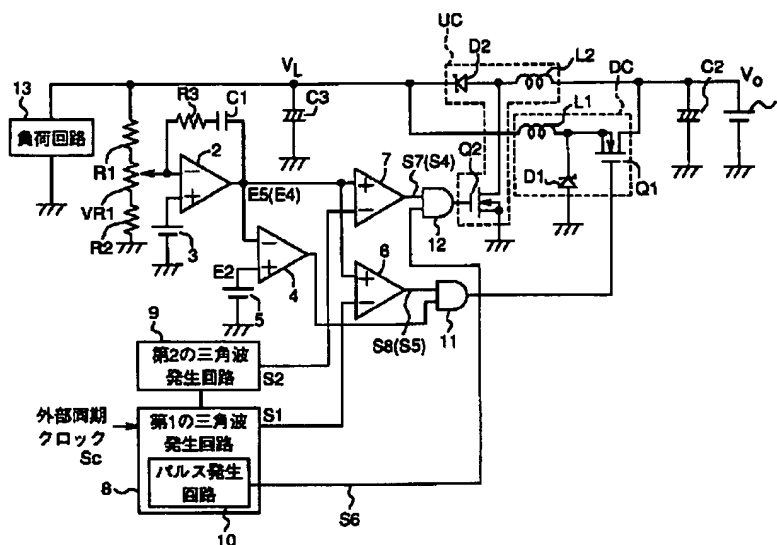 UC
D2
L2
DC
VL
Vo
13
負荷回路
R3
C1
C3
L1
C2
R1
2
7
S7(S4)
Q2
D1
Q1
VR1
E5(E4)
12
R2
3
E2
4
6
5
11
S8(S5)
9
第2の三角波
発生回路
S2
外部同期
クロック
Sc
第1の三角波
発生回路
S1
パルス発生
回路
8
10
S6